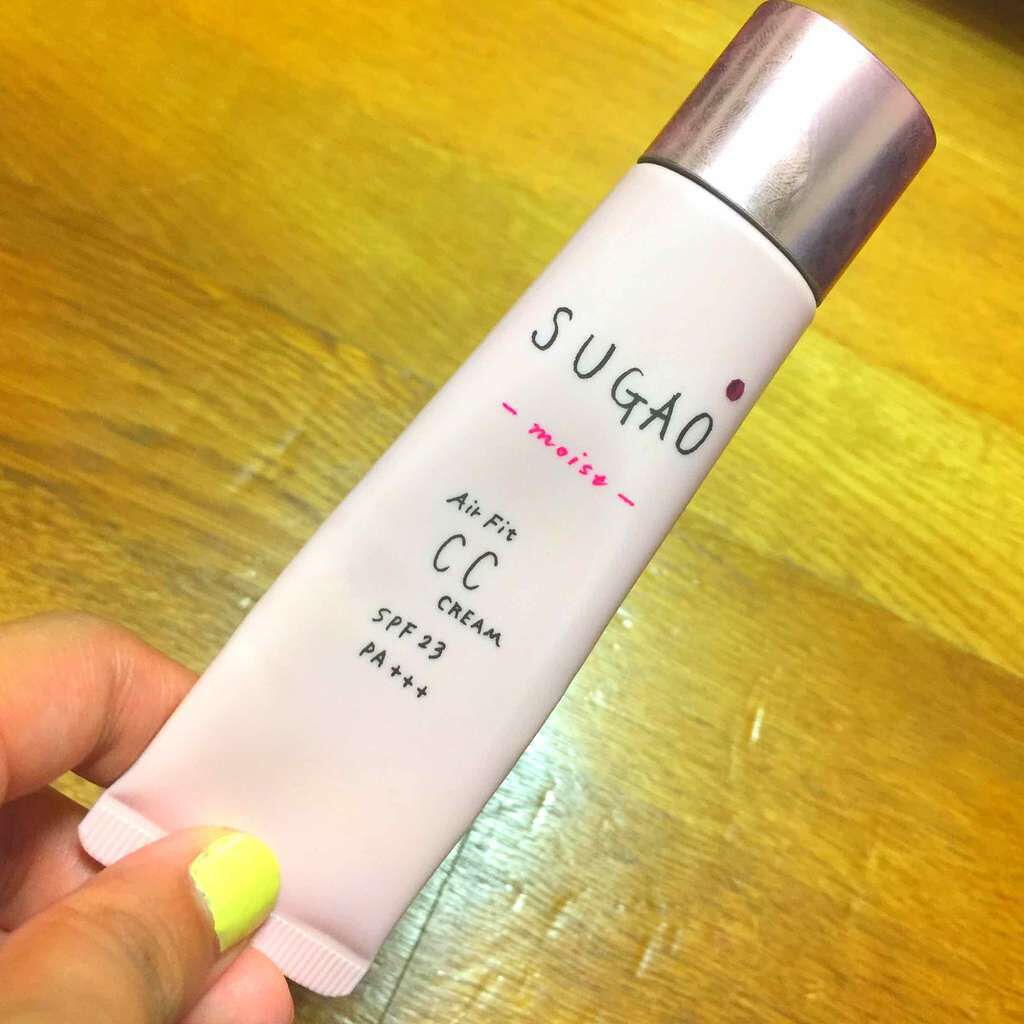 SUGAO
- moist -
Air Fit
CC
CREAM
SPF 23
PA+++